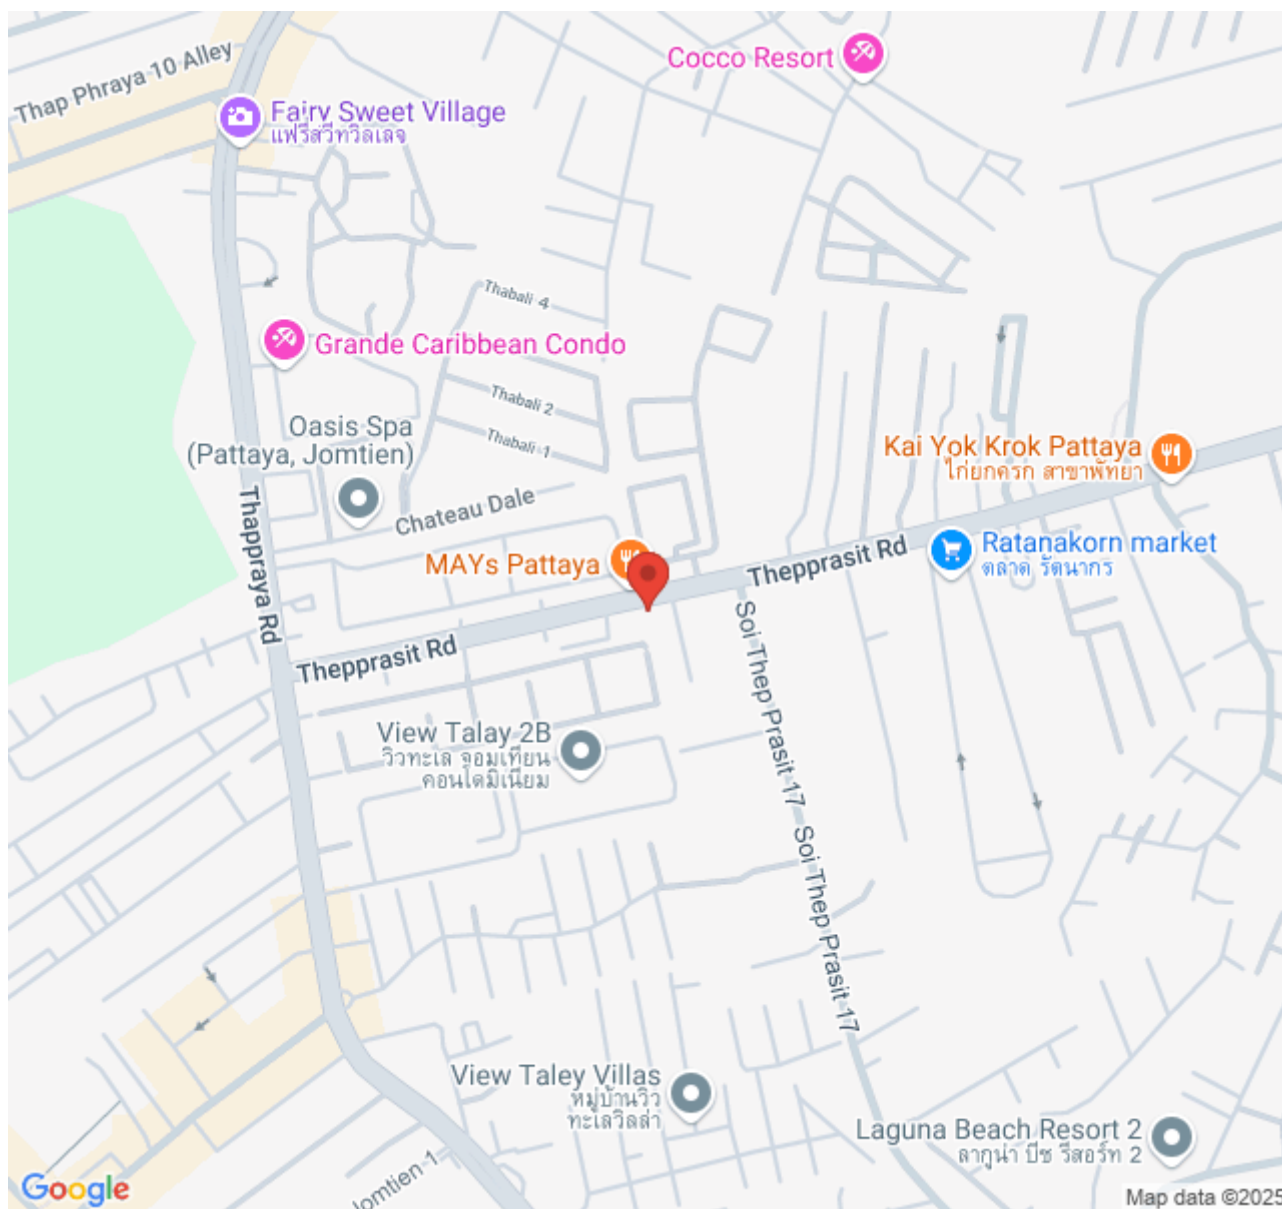 Cocco Resort
Thap Phraya 10 Alley
Fairy Sweet Village
แฟรีสวีทวิลเลจ
Thabali 4
Grande Caribbean Condo
Thabali 2
Oasis Spa
(Pattaya, Jomtien)
Thabali 1
Kai Yok Krok Pattaya
ไก่ยกครก สาขาพัทยา
Chateau Dale
Thappraya Rd
MAYs Pattaya
Thepprasit Rd
Ratanakorn market
ตลาด รัตนากร
Thepprasit Rd
Soi Thep Prasit 17
View Talay 2B
วิวทะเล จอมเทียน
คอนโดมิเนียม
Soi Thep Prasit 17
View Taley Villas
หมู่บ้านวิว
ทะเลวิลล่า
Laguna Beach Resort 2
ลากูน่า บีช รีสอร์ท 2
Jomtien 1
Google
Map data ©2025